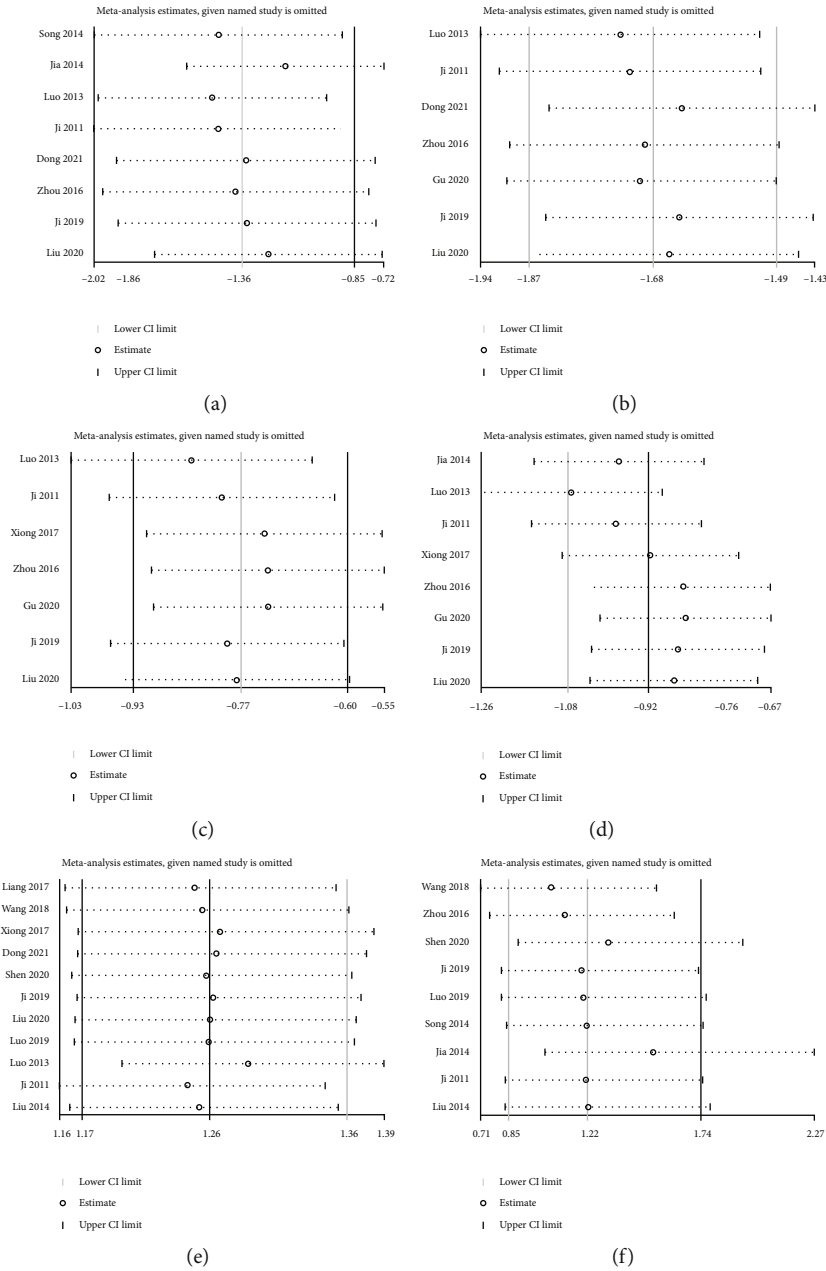 Meta-analysis estimates, given named study is omitted
Song 2014
Jia 2014
Luo 2013
Ji 2011
Dong 2021
Zhou 2016
Ji 2019
Liu 2020
−2.02 −1.86 −1.36 −0.85 −0.72
Lower CI limit
Estimate
Upper CI limit
(a)
Meta-analysis estimates, given named study is omitted
Luo 2013
Ji 2011
Dong 2021
Zhou 2016
Gu 2020
Ji 2019
Liu 2020
−1.94 −1.87 −1.68 −1.49 −1.43
Lower CI limit
Estimate
Upper CI limit
(b)
Meta-analysis estimates, given named study is omitted
Luo 2013
Ji 2011
Xiong 2017
Zhou 2016
Gu 2020
Ji 2019
Liu 2020
−1.03 −0.93 −0.77 −0.60 −0.55
Lower CI limit
Estimate
Upper CI limit
(c)
Meta-analysis estimates, given named study is omitted
Jia 2014
Luo 2013
Ji 2011
Xiong 2017
Zhou 2016
Gu 2020
Ji 2019
Liu 2020
−1.26 −1.08 −0.92 −0.76 −0.67
Lower CI limit
Estimate
Upper CI limit
(d)
Meta-analysis estimates, given named study is omitted
Liang 2017
Wang 2018
Xiong 2017
Dong 2021
Shen 2020
Ji 2019
Liu 2020
Luo 2019
Luo 2013
Ji 2011
Liu 2014
1.16 1.17 1.26 1.36 1.39
Lower CI limit
Estimate
Upper CI limit
(e)
Meta-analysis estimates, given named study is omitted
Wang 2018
Zhou 2016
Shen 2020
Ji 2019
Luo 2019
Song 2014
Jia 2014
Ji 2011
Liu 2014
0.71 0.85 1.22 1.74 2.27
Lower CI limit
Estimate
Upper CI limit
(f)